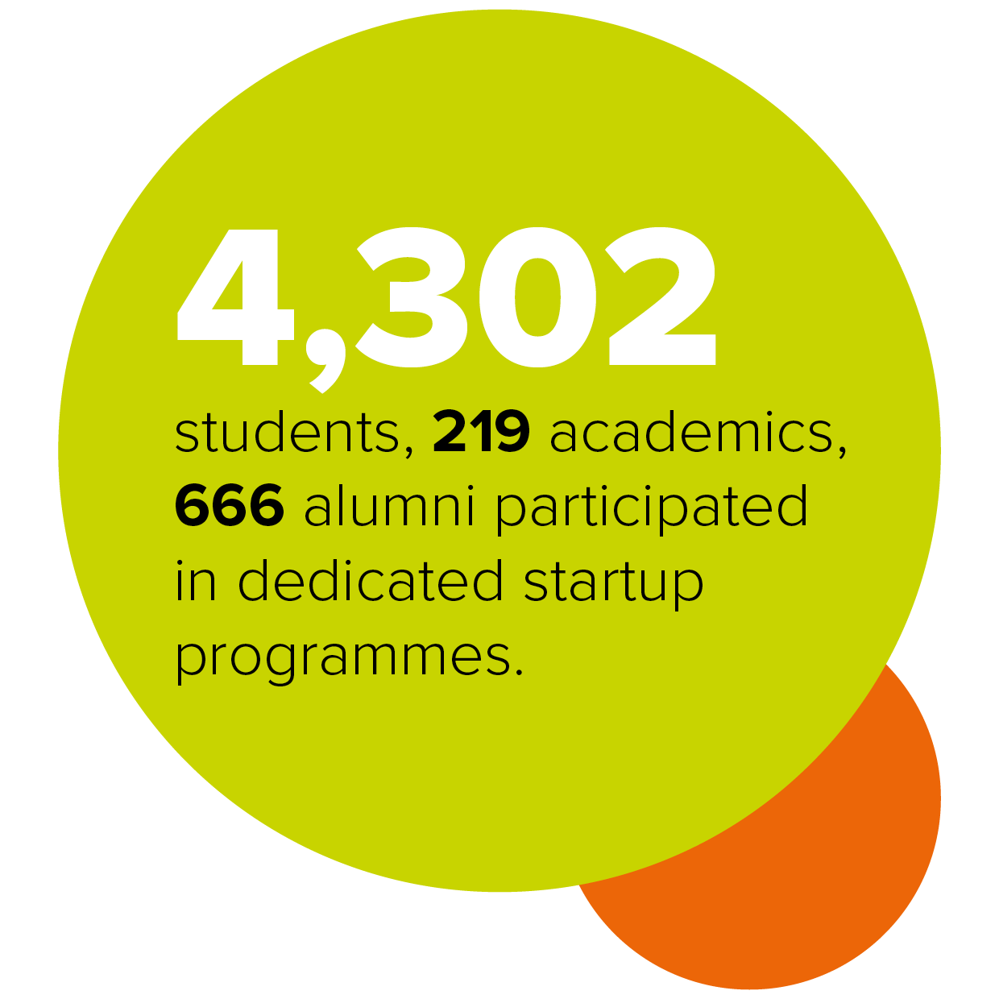 4,302
students, 219 academics,
666 alumni participated
in dedicated startup
programmes.